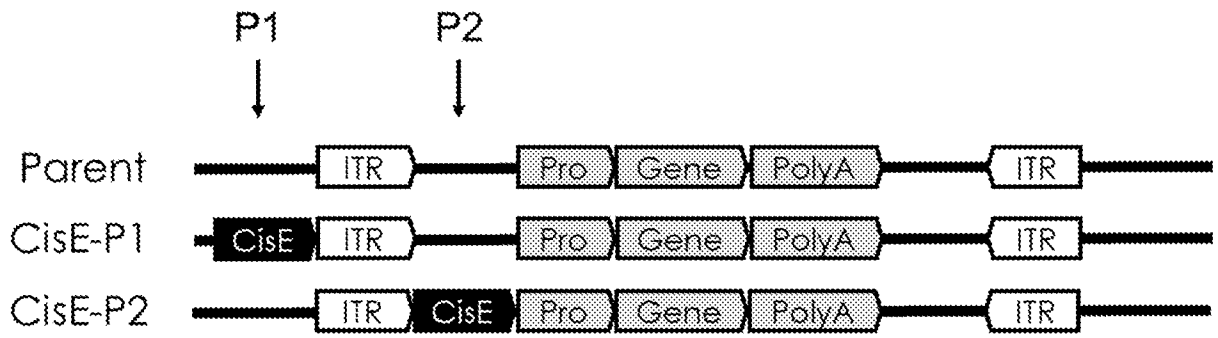 P1 P2
Parent ITR Pro Gene PolyA ITR
CisE-P1 CisE ITR Pro Gene PolyA ITR
CisE-P2 ITR CisE Pro Gene PolyA ITR